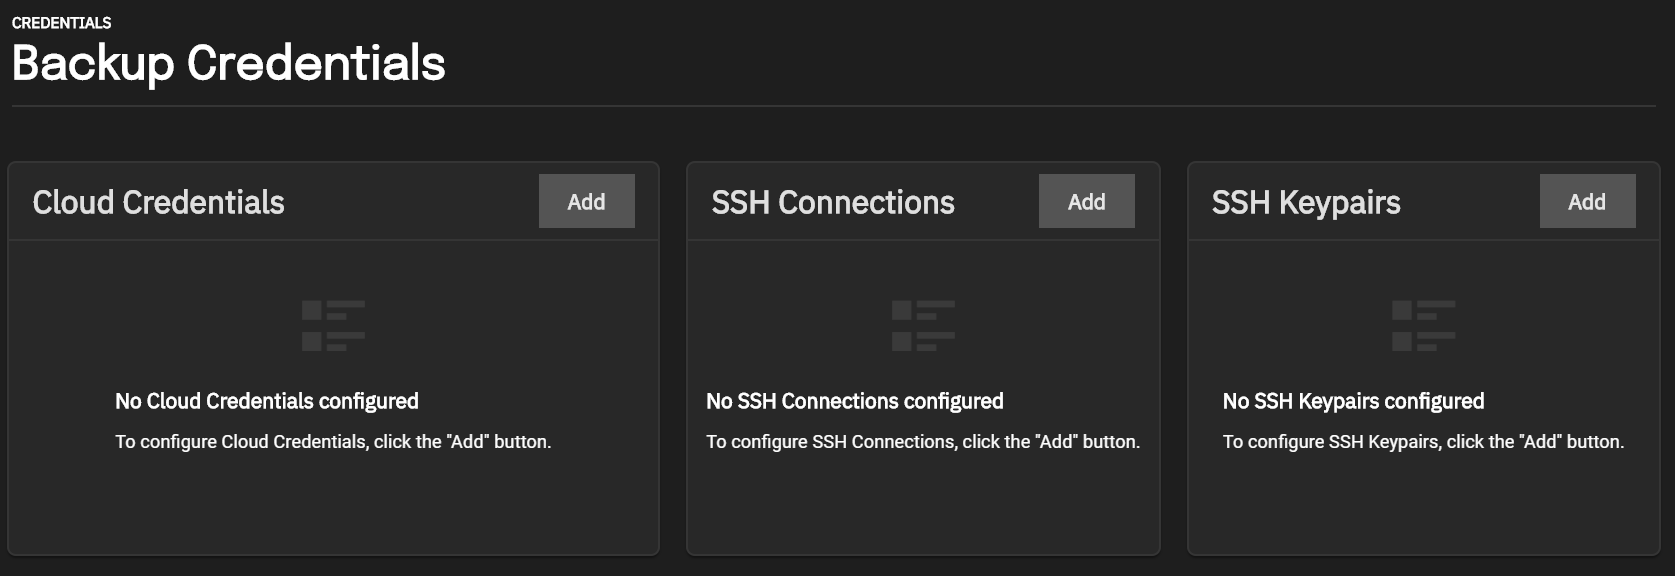 CREDENTIALS
Backup Credentials
Cloud Credentials
Add
No Cloud Credentials configured
To configure Cloud Credentials, click the "Add" button.
SSH Connections
Add
No SSH Connections configured
To configure SSH Connections, click the "Add" button.
SSH Keypairs
Add
No SSH Keypairs configured
To configure SSH Keypairs, click the "Add" button.